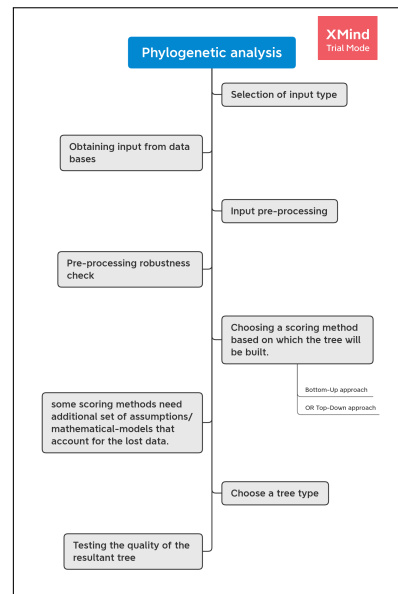 XMind
Trial Mode
Phylogenetic analysis
Selection of input type
Obtaining input from data
bases
Input pre-processing
Pre-processing robustness
check
Choosing a scoring method
based on which the tree will
be built.
Bottom-Up approach
OR Top-Down approach
some scoring methods need
additional set of assumptions/
mathematical-models that
account for the lost data.
Choose a tree type
Testing the quality of the
resultant tree